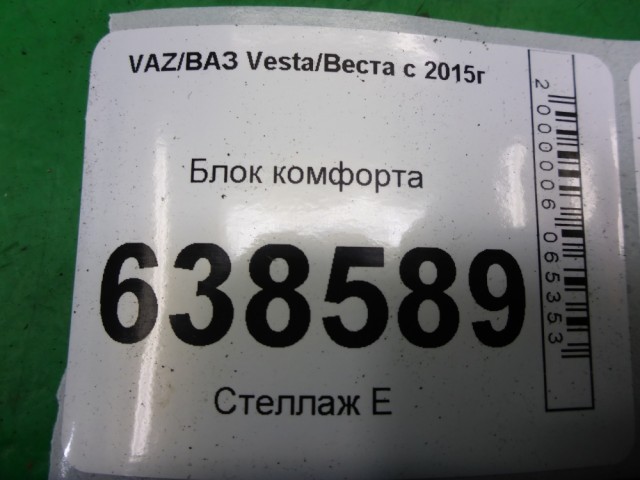 VAZ/ВАЗ Vesta/Веста с 2015г
Блок комфорта
638589
Стеллаж Е
2000006065353